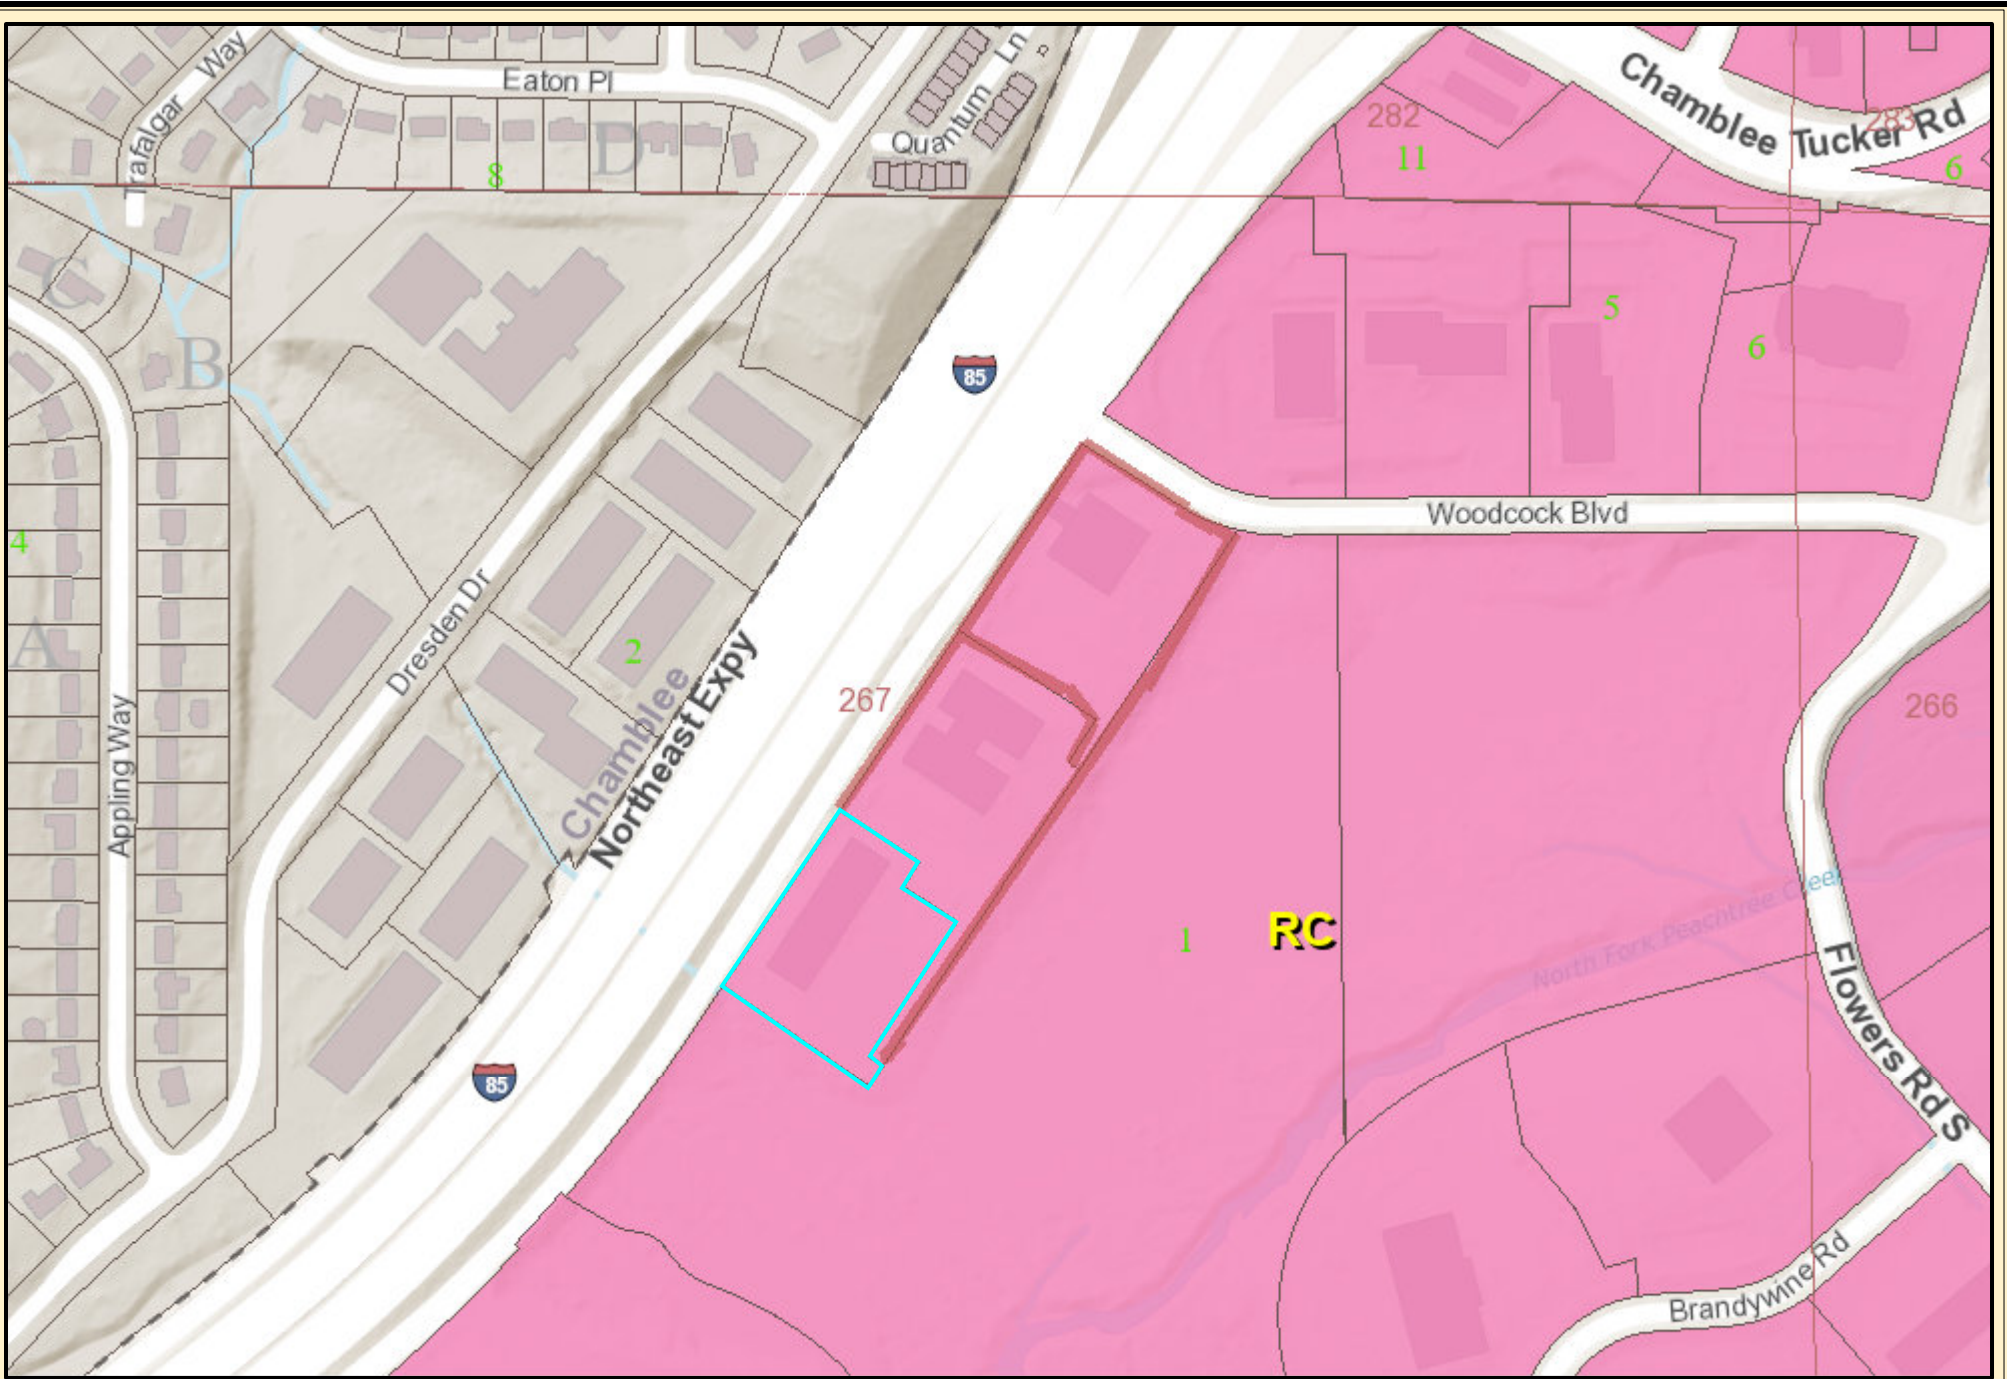 Trafalgar Way
Eaton Pl
Quantum Ln
Chamblee Tucker Rd
282
283
11
6
8
D
C
B
5
6
85
Woodcock Blvd
4
A
Dresden Dr
2
Chamblee
Northeast Expy
267
266
Appling Way
1
RC
North Fork Peachtree Creek
Flowers Rd S
85
Brandywine Rd